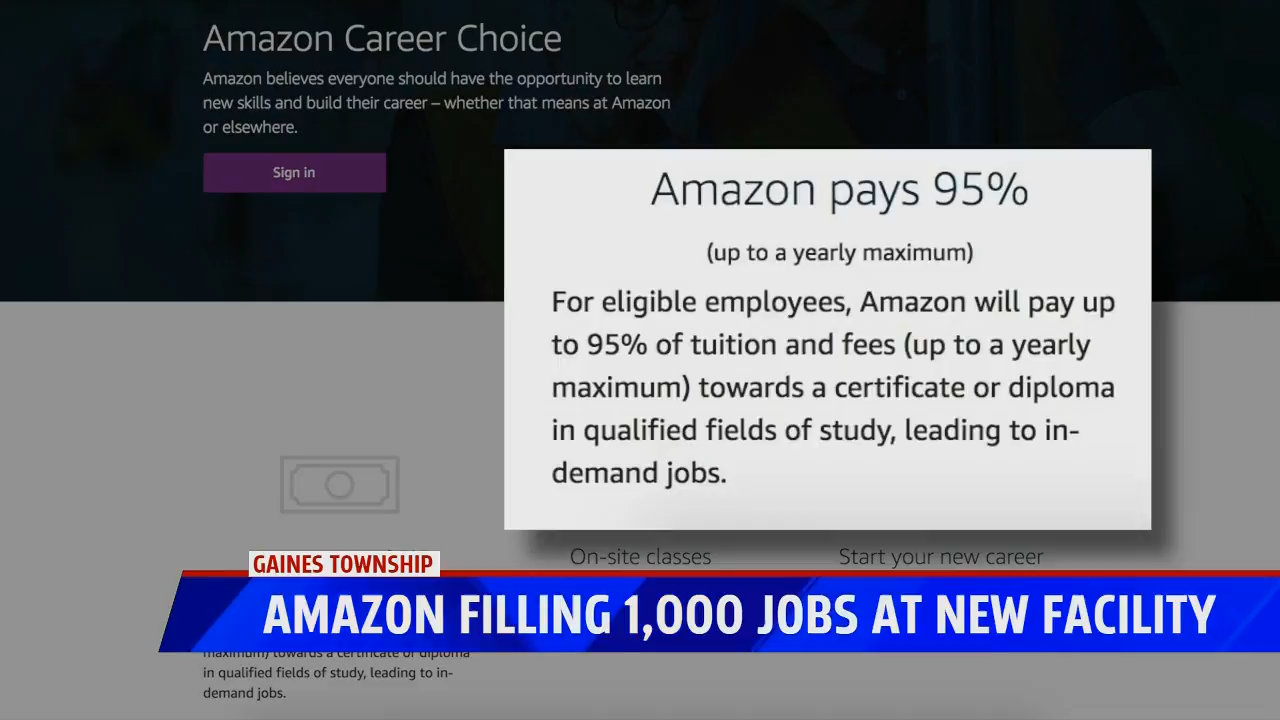 Amazon Career Choice
Amazon believes everyone should have the opportunity to learn
new skills and build their career – whether that means at Amazon
or elsewhere.
Sign in
Amazon pays 95%
(up to a yearly maximum)
For eligible employees, Amazon will pay up
to 95% of tuition and fees (up to a yearly
maximum) towards a certificate or diploma
in qualified fields of study, leading to in-
demand jobs.
On-site classes
Start your new career
GAINES TOWNSHIP
AMAZON FILLING 1,000 JOBS AT NEW FACILITY
maximum) towards a certificate or diploma
in qualified fields of study, leading to in-
demand jobs.